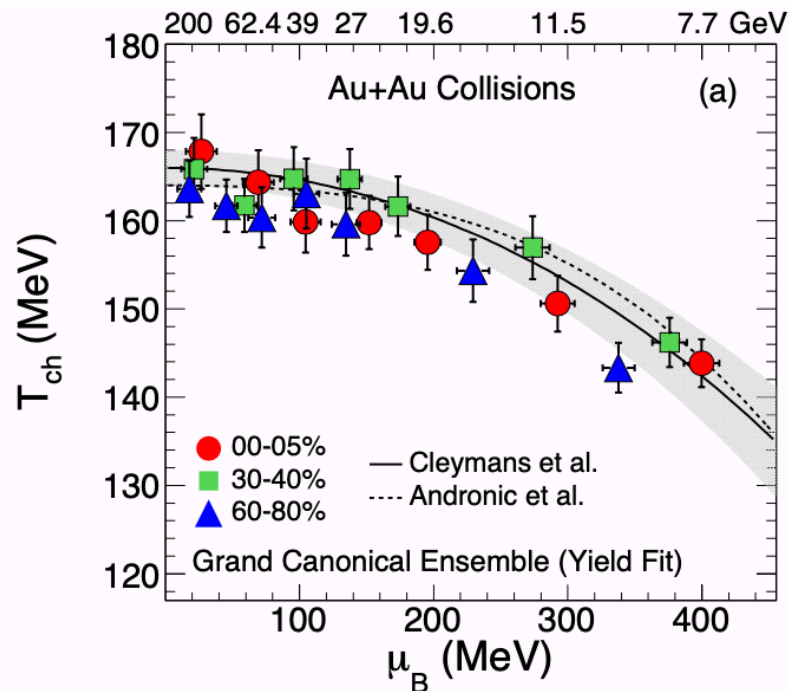 200 62.4 39 27 19.6 11.5 7.7 GeV
180
Au+Au Collisions (a)
170
160
150
140
130
120
T_ch (MeV)
00-05%
30-40%
60-80%
Cleymans et al.
Andronic et al.
Grand Canonical Ensemble (Yield Fit)
100 200 300 400
μ_B (MeV)